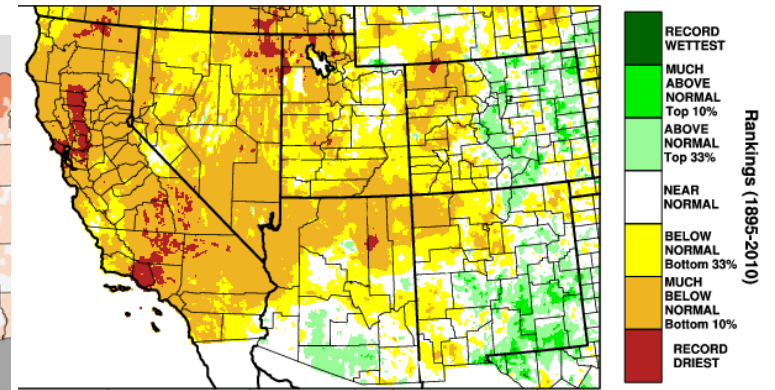 RECORD
WETTEST
MUCH
ABOVE
NORMAL
Top 10%
ABOVE
NORMAL
Top 33%
NEAR
NORMAL
BELOW
NORMAL
Bottom 33%
MUCH
BELOW
NORMAL
Bottom 10%
RECORD
DRIEST
Rankings (1895-2010)